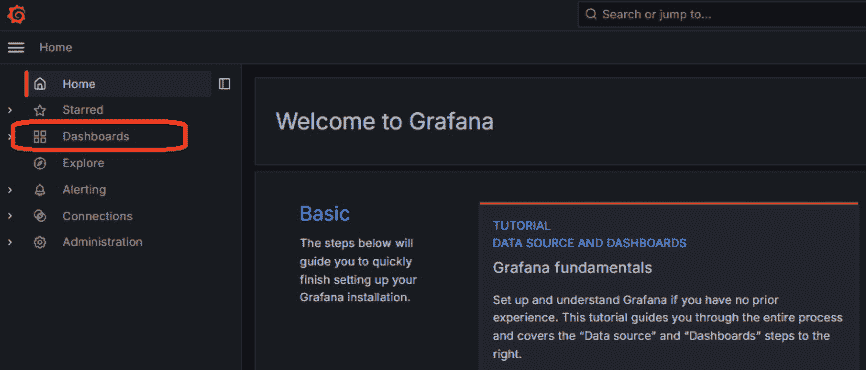 Search or jump to...
Home
Home
Starred
Dashboards
Explore
Alerting
Connections
Administration
Welcome to Grafana
Basic
The steps below will
guide you to quickly
finish setting up your
Grafana installation.
TUTORIAL
DATA SOURCE AND DASHBOARDS
Grafana fundamentals
Set up and understand Grafana if you have no prior
experience. This tutorial guides you through the entire process
and covers the “Data source” and “Dashboards” steps to the
right.